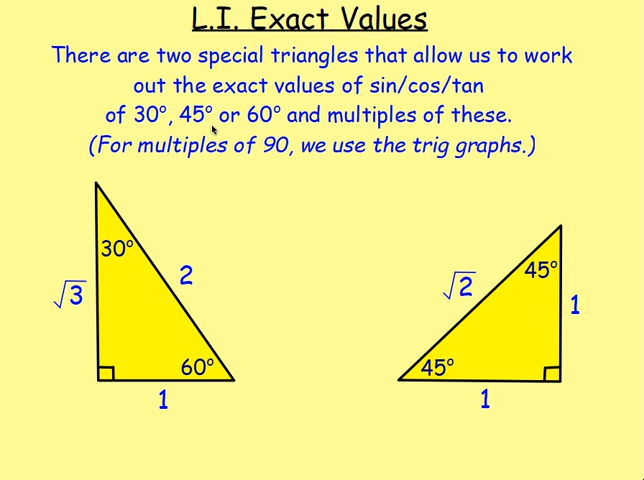 L.I. Exact Values
There are two special triangles that allow us to work
out the exact values of sin/cos/tan
of 30°, 45° or 60° and multiples of these.
(For multiples of 90, we use the trig graphs.)
30°
√3
2
60°
1
45°
√2
1
45°
1